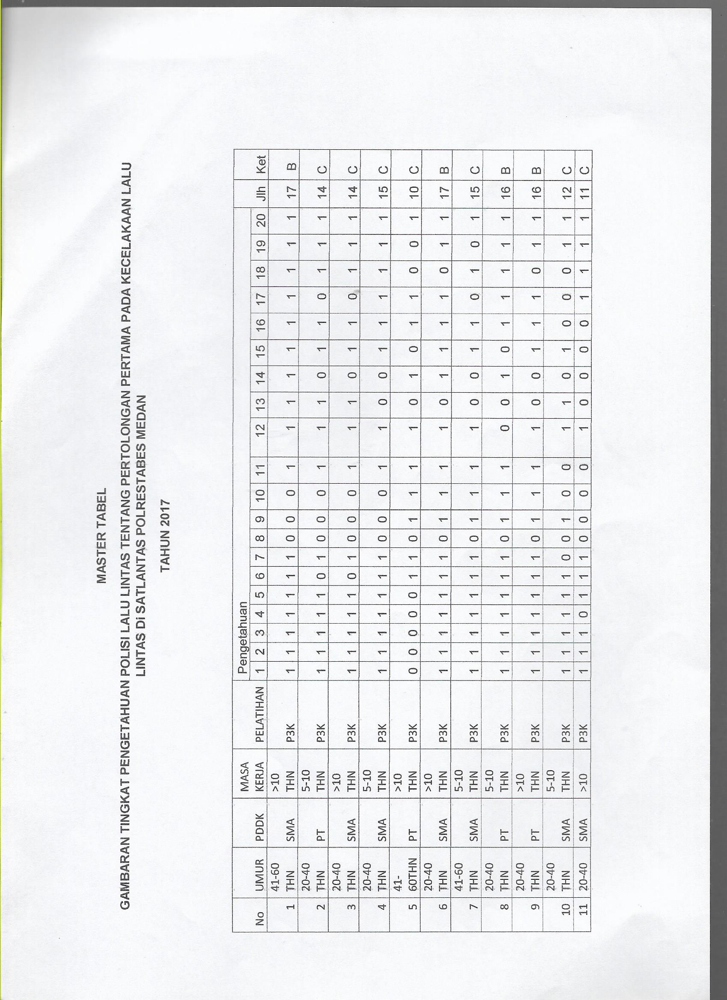 MASTER TABEL
GAMBARAN TINGKAT PENGETAHUAN POLISI LALU LINTAS TENTANG PERTOLONGAN PERTAMA PADA KECELAKAAN LALU
LINTAS Di SATLANTAS POLRESTABES MEDAN
TAHUN 2017
Pengetahuan
MASA
No UMUR PDDK KERJA PELATIHAN 1 2 3 4 5 6 7 8 9 10 11 12 13 14 15 16 17 18 19 20 Jlh Ket
41-60 >10
1 THN SMA THN P3K 1 1 1 1 1 1 1 0 0 0 1 1 1 1 1 1 1 1 1 1 17 B
20-40 5-10
2 THN PT THN P3K 1 1 1 1 1 0 1 0 0 0 1 1 1 0 1 1 0 1 1 1 14 C
20-40 >10
3 THN SMA THN P3K 1 1 1 1 1 0 1 0 0 0 1 1 1 0 1 1 0 1 1 1 14 C
20-40 5-10
4 THN SMA THN P3K 1 1 1 1 1 1 1 0 0 0 1 1 0 0 1 1 1 1 1 1 15 C
41- >10
5 60THN PT THN P3K 0 0 0 0 0 1 1 0 1 1 1 1 0 1 0 1 1 0 0 1 10 C
20-40 >10
6 THN SMA THN P3K 1 1 1 1 1 1 1 0 1 1 1 1 0 1 1 1 1 0 1 1 17 B
41-60 5-10
7 THN SMA THN P3K 1 1 1 1 1 1 1 0 1 1 1 1 0 0 1 1 0 1 0 1 15 C
20-40 5-10
8 THN PT THN P3K 1 1 1 1 1 1 1 0 1 1 1 0 0 1 0 1 1 1 1 1 16 B
20-40 >10
9 THN PT THN P3K 1 1 1 1 1 1 1 0 1 1 1 1 0 0 1 1 1 0 1 1 16 B
20-40 5-10
10 THN SMA THN P3K 1 1 1 1 1 1 0 0 1 0 0 1 1 0 1 0 0 0 1 1 12 C
11 20-40 SMA >10 P3K 1 1 1 0 1 1 1 0 0 0 0 1 0 0 0 0 1 1 1 1 11 C